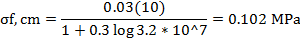 σf, cm = 0.03(10) / 1 + 0.3 log 3.2 * 10^7 = 0.102 MPa